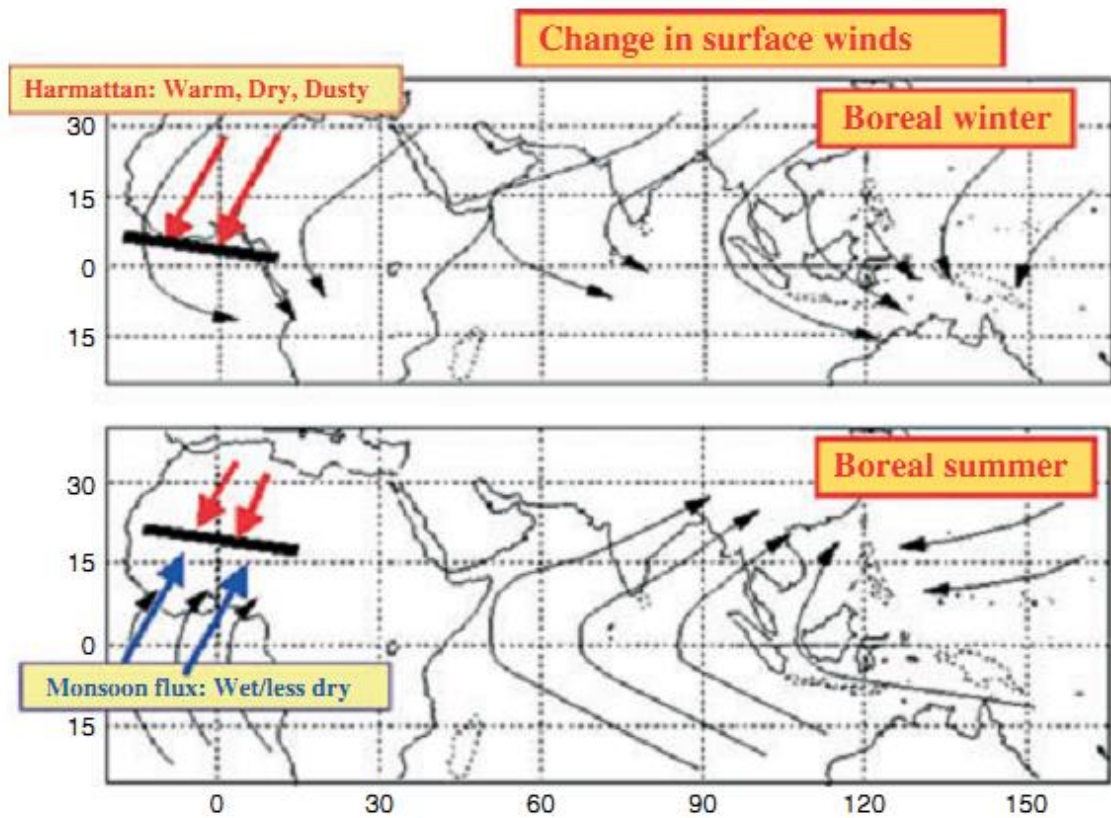 Change in surface winds
Harmattan: Warm, Dry, Dusty
Boreal winter
30
15
0
15
Boreal summer
30
15
0
Monsoon flux: Wet/less dry
15
0 30 60 90 120 150